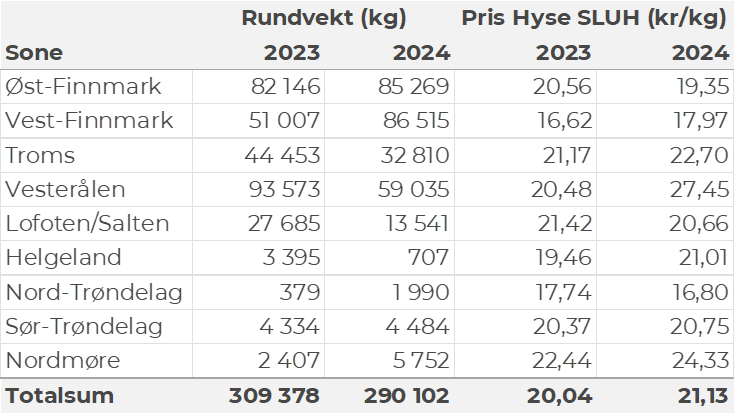 Rundvekt (kg) Pris Hyse SLUH (kr/kg)
Sone 2023 2024 2023 2024
Øst-Finnmark 82 146 85 269 20,56 19,35
Vest-Finnmark 51 007 86 515 16,62 17,97
Troms 44 453 32 810 21,17 22,70
Vesterålen 93 573 59 035 20,48 27,45
Lofoten/Salten 27 685 13 541 21,42 20,66
Helgeland 3 395 707 19,46 21,01
Nord-Trøndelag 379 1 990 17,74 16,80
Sør-Trøndelag 4 334 4 484 20,37 20,75
Nordmøre 2 407 5 752 22,44 24,33
Totalsum 309 378 290 102 20,04 21,13